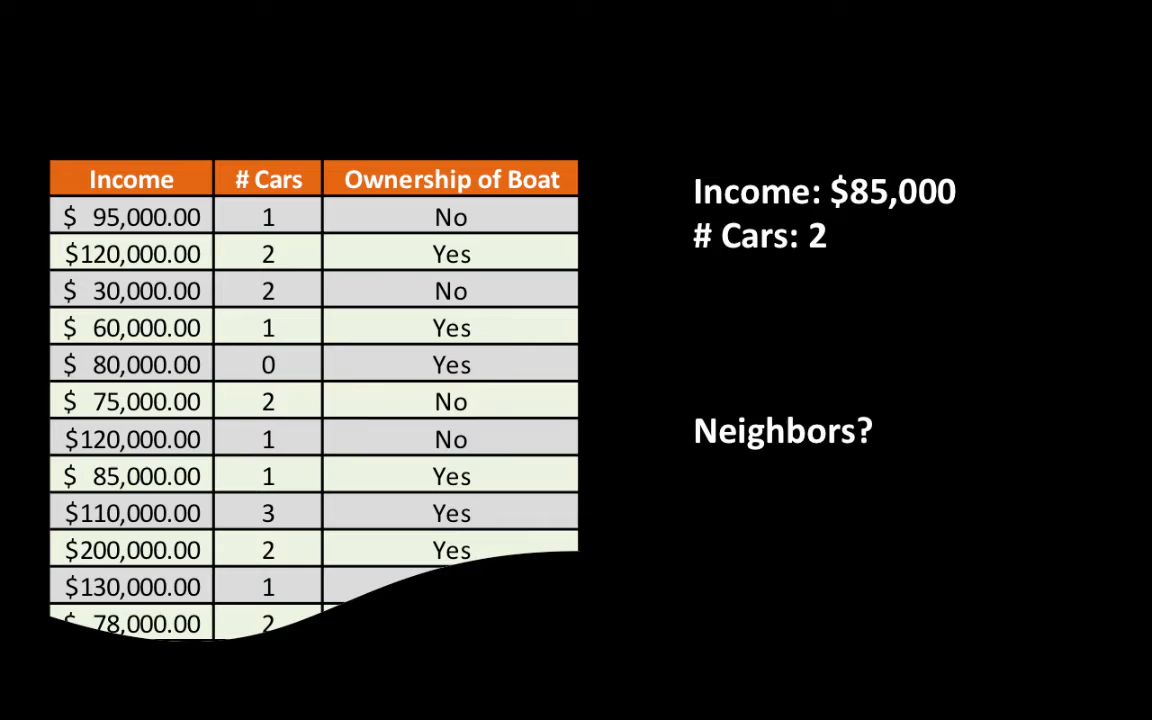 Income # Cars Ownership of Boat
$ 95,000.00 1 No
$120,000.00 2 Yes
$ 30,000.00 2 No
$ 60,000.00 1 Yes
$ 80,000.00 0 Yes
$ 75,000.00 2 No
$120,000.00 1 No
$ 85,000.00 1 Yes
$110,000.00 3 Yes
$200,000.00 2 Yes
$130,000.00 1
$ 78,000.00 2
Income: $85,000
# Cars: 2
Neighbors?